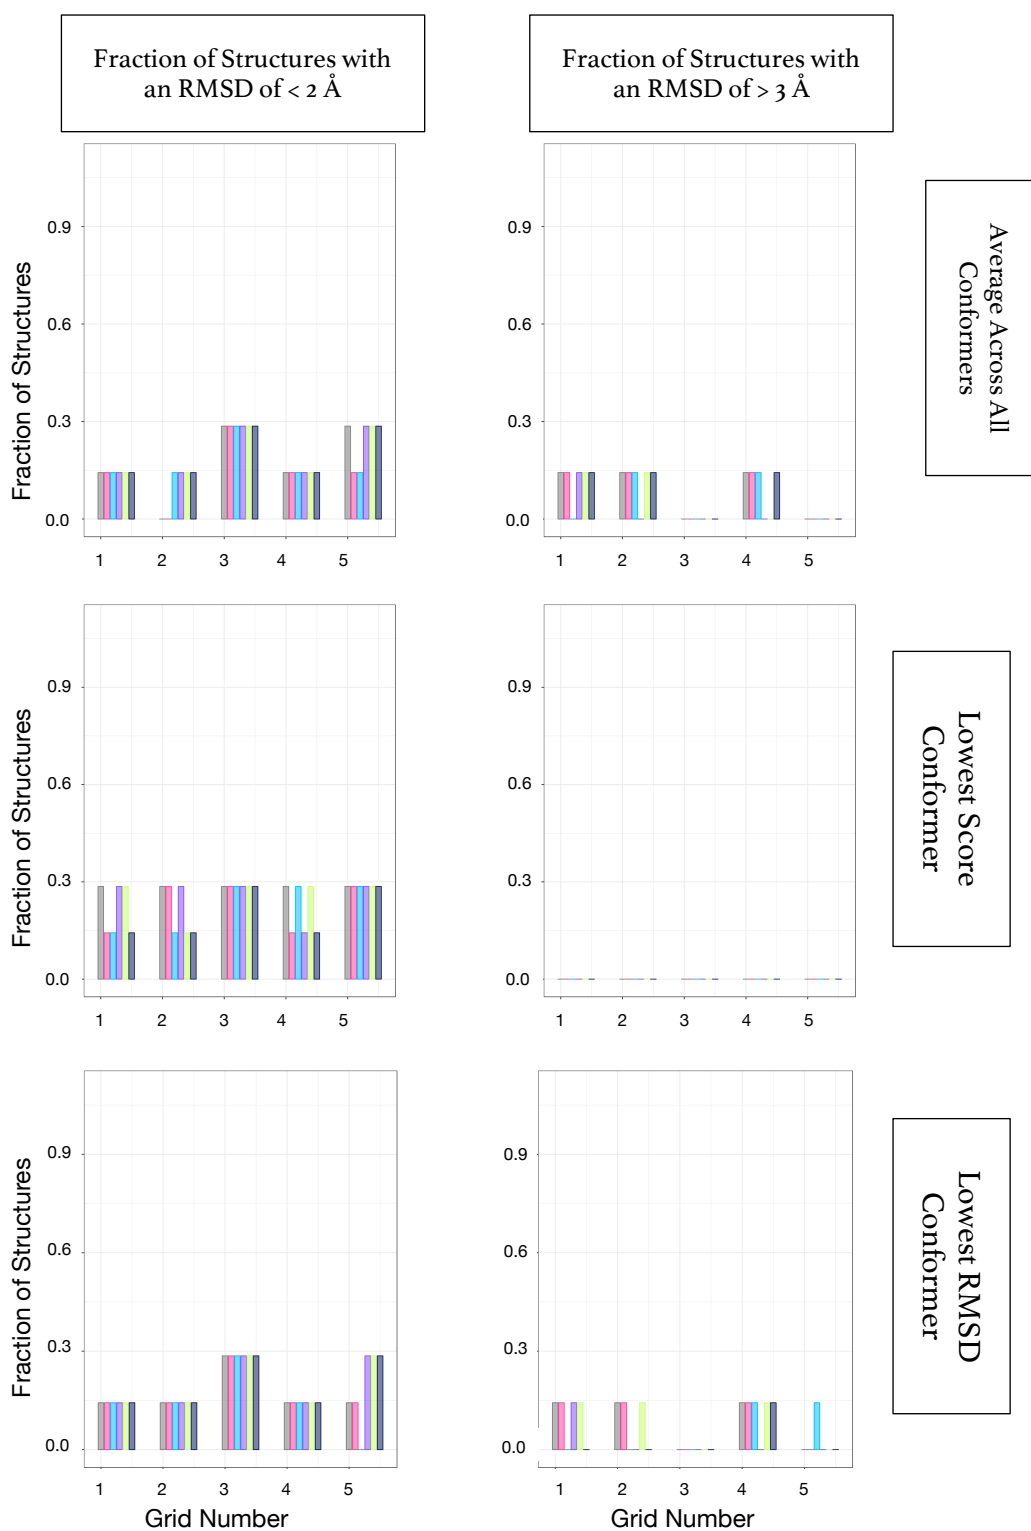 Fraction of Structures with
an RMSD of < 2 Å
Fraction of Structures with
an RMSD of > 3 Å
Fraction of Structures
0.9
0.6
0.3
0.0
1 2 3 4 5
0.9
0.6
0.3
0.0
1 2 3 4 5
Average Across All
Conformers
Fraction of Structures
0.9
0.6
0.3
0.0
1 2 3 4 5
0.9
0.6
0.3
0.0
1 2 3 4 5
Lowest Score
Conformer
Fraction of Structures
0.9
0.6
0.3
0.0
1 2 3 4 5
Grid Number
0.9
0.6
0.3
0.0
1 2 3 4 5
Grid Number
Lowest RMSD
Conformer